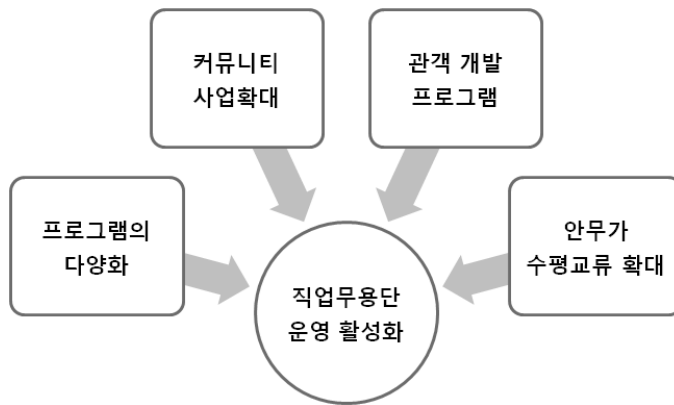 커뮤니티
사업확대
관객 개발
프로그램
프로그램의
다양화
안무가
수평교류 확대
직업무용단
운영 활성화